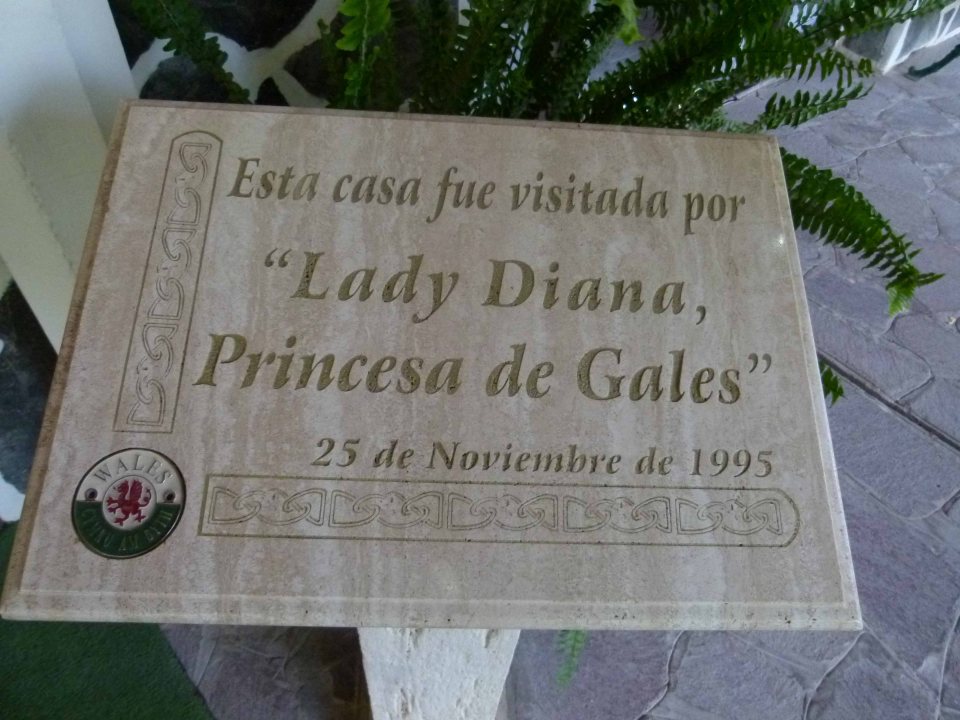 Esta casa fue visitada por
“Lady Diana,
Princesa de Gales”
25 de Noviembre de 1995
WALES